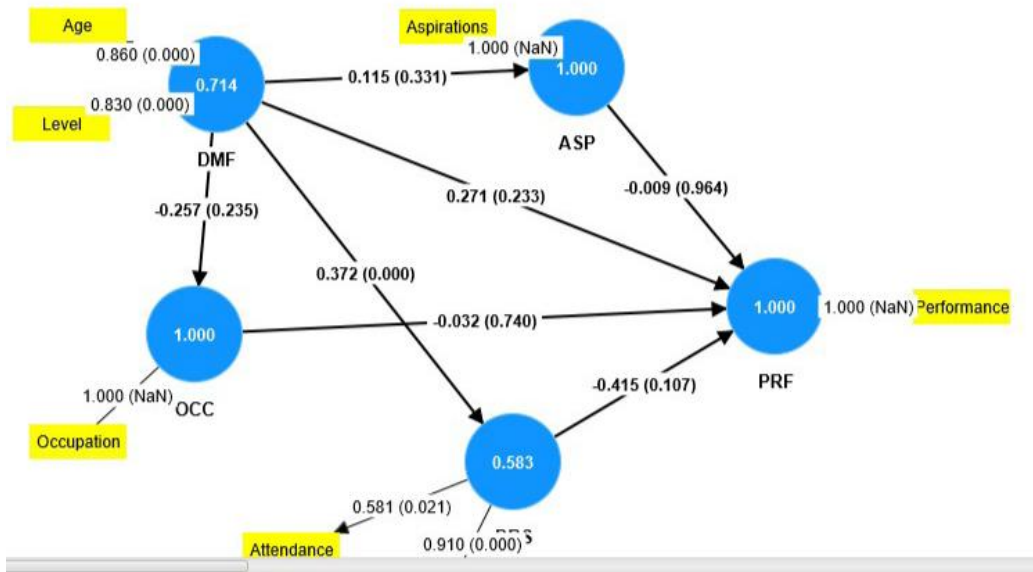 Age
0.860 (0.000)
0.714
0.830 (0.000)
Level
DMF
Aspirations
1.000 (NaN)
1.000
ASP
0.115 (0.331)
-0.257 (0.235)
0.271 (0.233)
-0.009 (0.964)
0.372 (0.000)
1.000
OCC
1.000 (NaN)
Occupation
-0.032 (0.740)
1.000
1.000 (NaN)
Performance
PRF
-0.415 (0.107)
0.583
0.581 (0.021)
Attendance
0.910 (0.000)